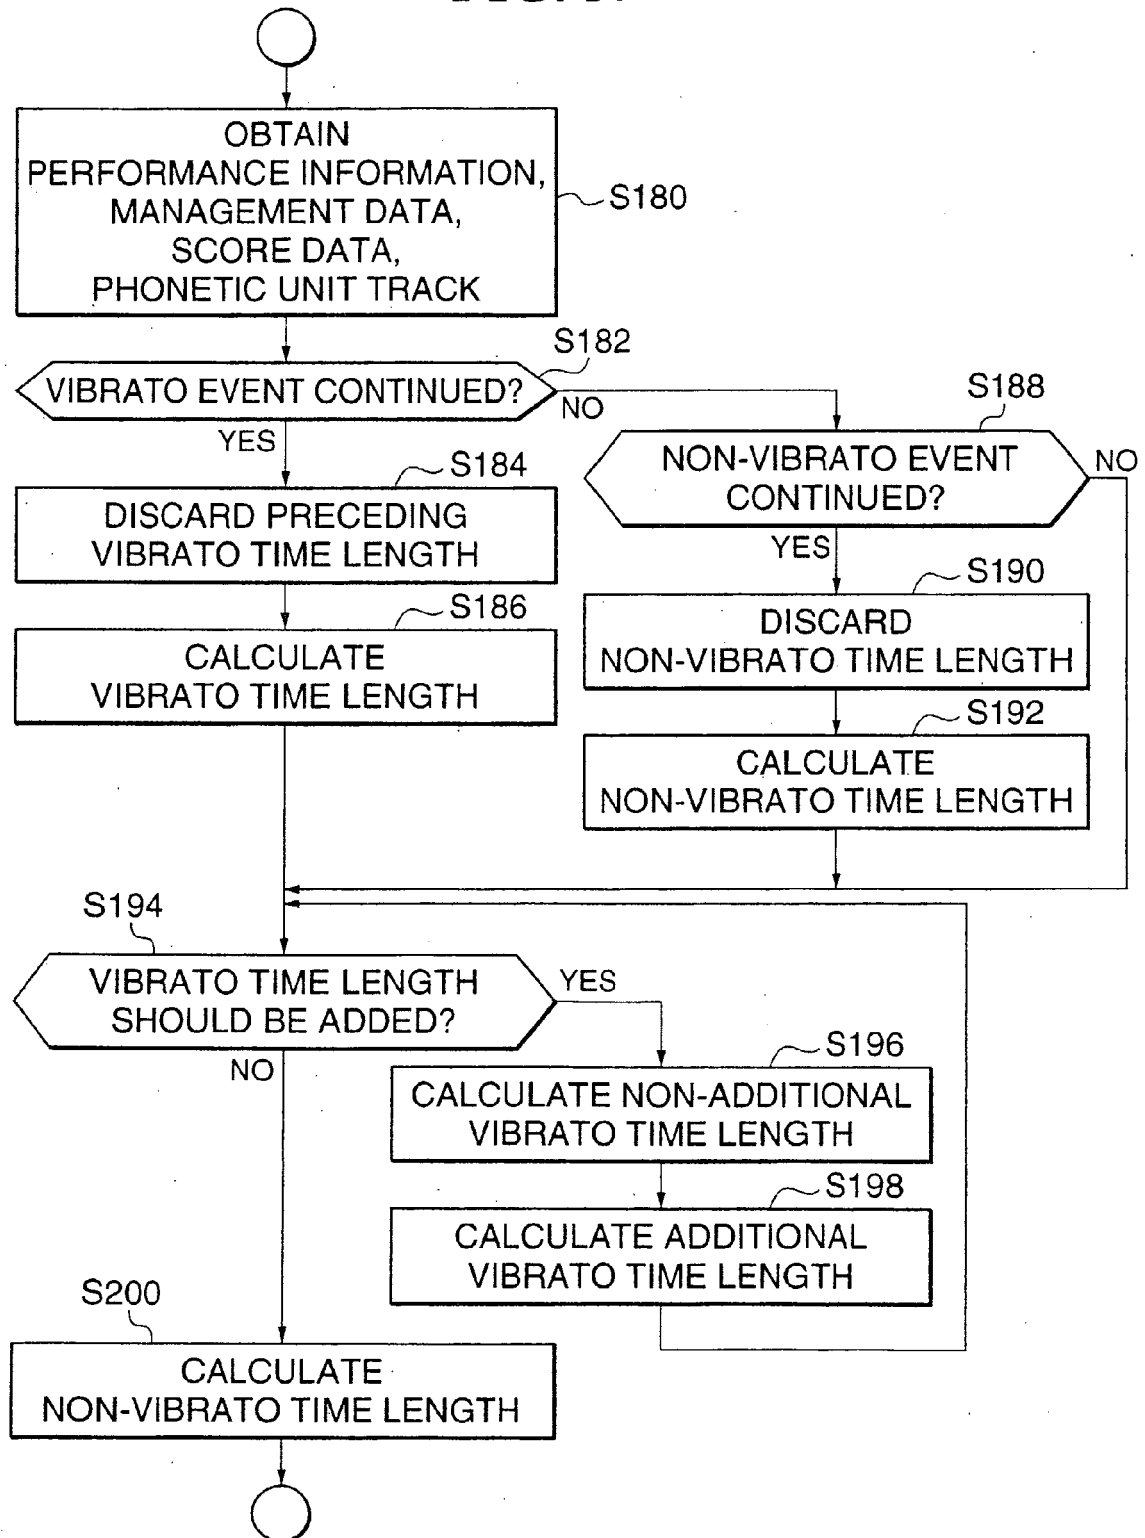 OBTAIN
PERFORMANCE INFORMATION,
MANAGEMENT DATA,
SCORE DATA,
PHONETIC UNIT TRACK
S180
S182
VIBRATO EVENT CONTINUED?
NO
YES
S188
NON-VIBRATO EVENT
CONTINUED?
NO
YES
S184
DISCARD PRECEDING
VIBRATO TIME LENGTH
S186
CALCULATE
VIBRATO TIME LENGTH
S190
DISCARD
NON-VIBRATO TIME LENGTH
S192
CALCULATE
NON-VIBRATO TIME LENGTH
S194
VIBRATO TIME LENGTH
SHOULD BE ADDED?
YES
NO
S196
CALCULATE NON-ADDITIONAL
VIBRATO TIME LENGTH
S198
CALCULATE ADDITIONAL
VIBRATO TIME LENGTH
S200
CALCULATE
NON-VIBRATO TIME LENGTH